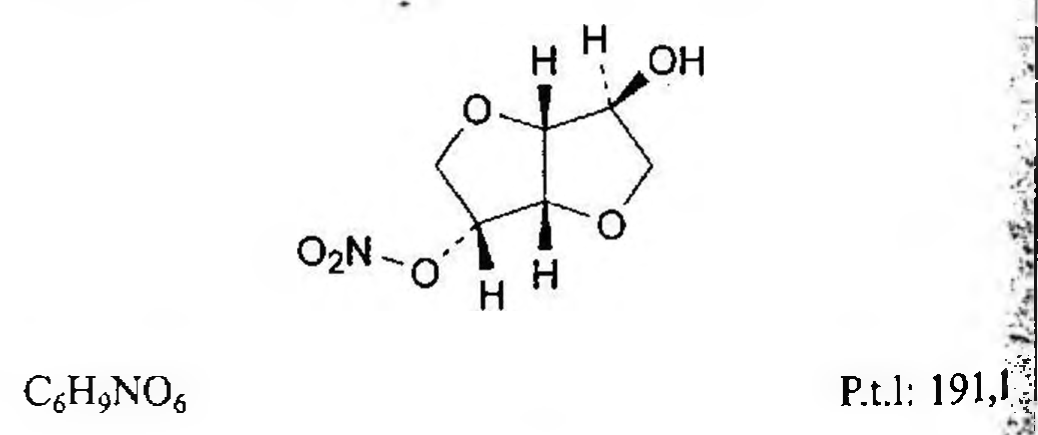 H H OH
O
O
O₂N O H H
C₆H₉NO₆ P.t.l: 191,1